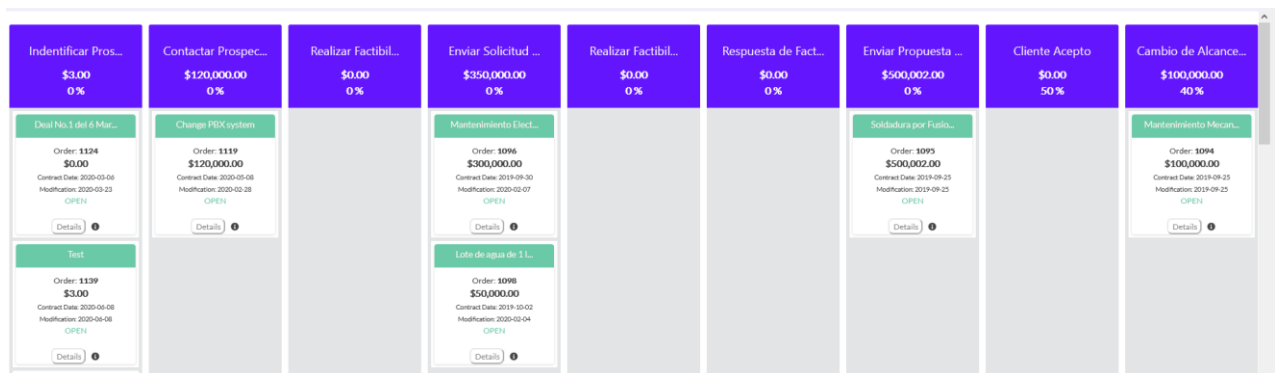 Indentificar Pros...
$3.00
0 %
Contactar Prospec...
$120,000.00
0 %
Realizar Factibil...
$0.00
0 %
Enviar Solicitud ...
$350,000.00
0 %
Realizar Factibil...
$0.00
0 %
Respuesta de Fact...
$0.00
0 %
Enviar Propuesta ...
$500,002.00
0 %
Cliente Acepto
$0.00
50 %
Cambio de Alcance...
$100,000.00
40 %
Deal No.1 del 6 Mar...
Order: 1124
$0.00
Contract Date: 2020-03-06
Modification: 2020-03-23
OPEN
Details
Test
Order: 1139
$3.00
Contract Date: 2020-06-08
Modification: 2020-06-08
OPEN
Details
Change PBX system
Order: 1119
$120,000.00
Contract Date: 2020-05-08
Modification: 2020-02-28
OPEN
Details
Mantenimiento Elect...
Order: 1096
$300,000.00
Contract Date: 2019-09-30
Modification: 2020-02-07
OPEN
Details
Lote de agua de 1 l...
Order: 1098
$50,000.00
Contract Date: 2019-10-02
Modification: 2020-02-04
OPEN
Details
Soldadura por Fusio...
Order: 1095
$500,002.00
Contract Date: 2019-09-25
Modification: 2019-09-25
OPEN
Details
Mantenimiento Mecan...
Order: 1094
$100,000.00
Contract Date: 2019-09-25
Modification: 2019-09-25
OPEN
Details